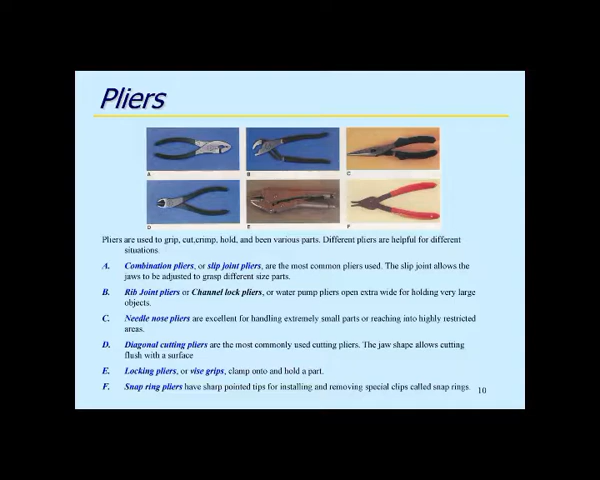 Pliers
A
B
C
D
E
F
Pliers are used to grip, cut,crimp, hold, and been various parts. Different pliers are helpful for different
situations.
A. Combination pliers, or slip joint pliers, are the most common pliers used. The slip joint allows the
jaws to be adjusted to grasp different size parts.
B. Rib Joint pliers or Channel lock pliers, or water pump pliers open extra wide for holding very large
objects.
C. Needle nose pliers are excellent for handling extremely small parts or reaching into highly restricted
areas.
D. Diagonal cutting pliers are the most commonly used cutting pliers. The jaw shape allows cutting
flush with a surface
E. Locking pliers, or vise grips, clamp onto and hold a part.
F. Snap ring pliers have sharp pointed tips for installing and removing special clips called snap rings.
10